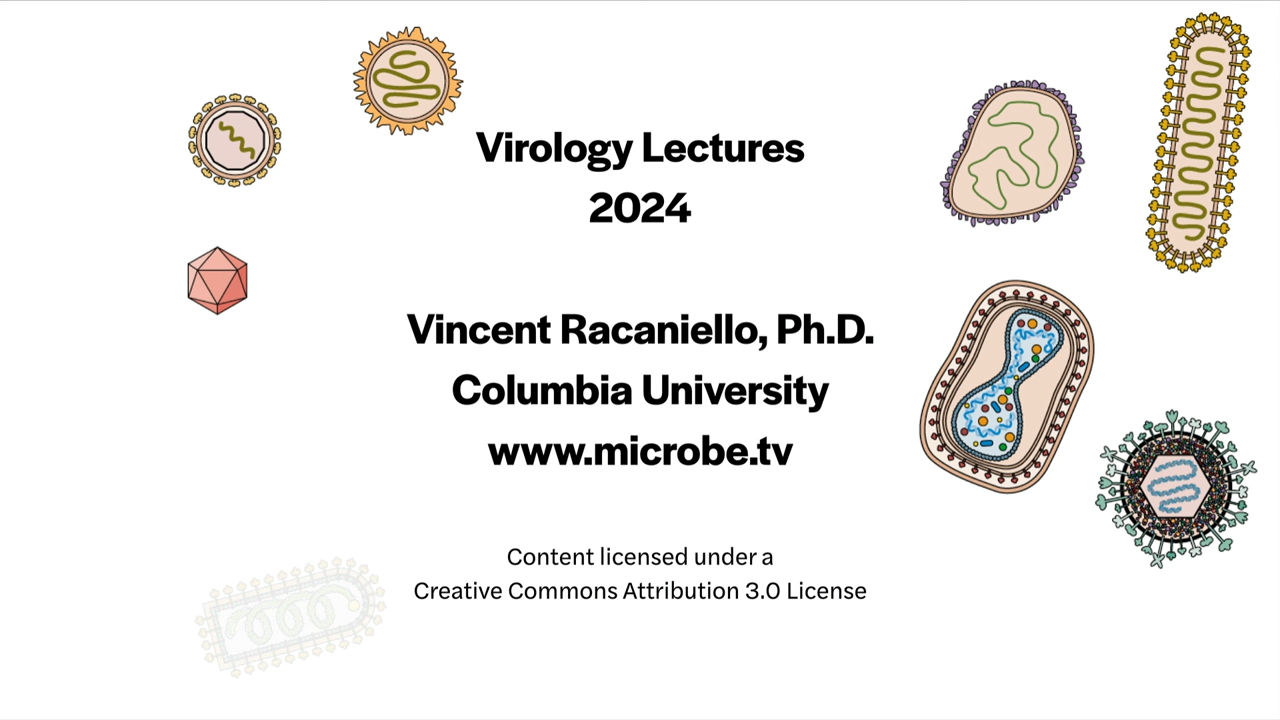 Virology Lectures
2024
Vincent Racaniello, Ph.D.
Columbia University
www.microbe.tv
Content licensed under a
Creative Commons Attribution 3.0 License